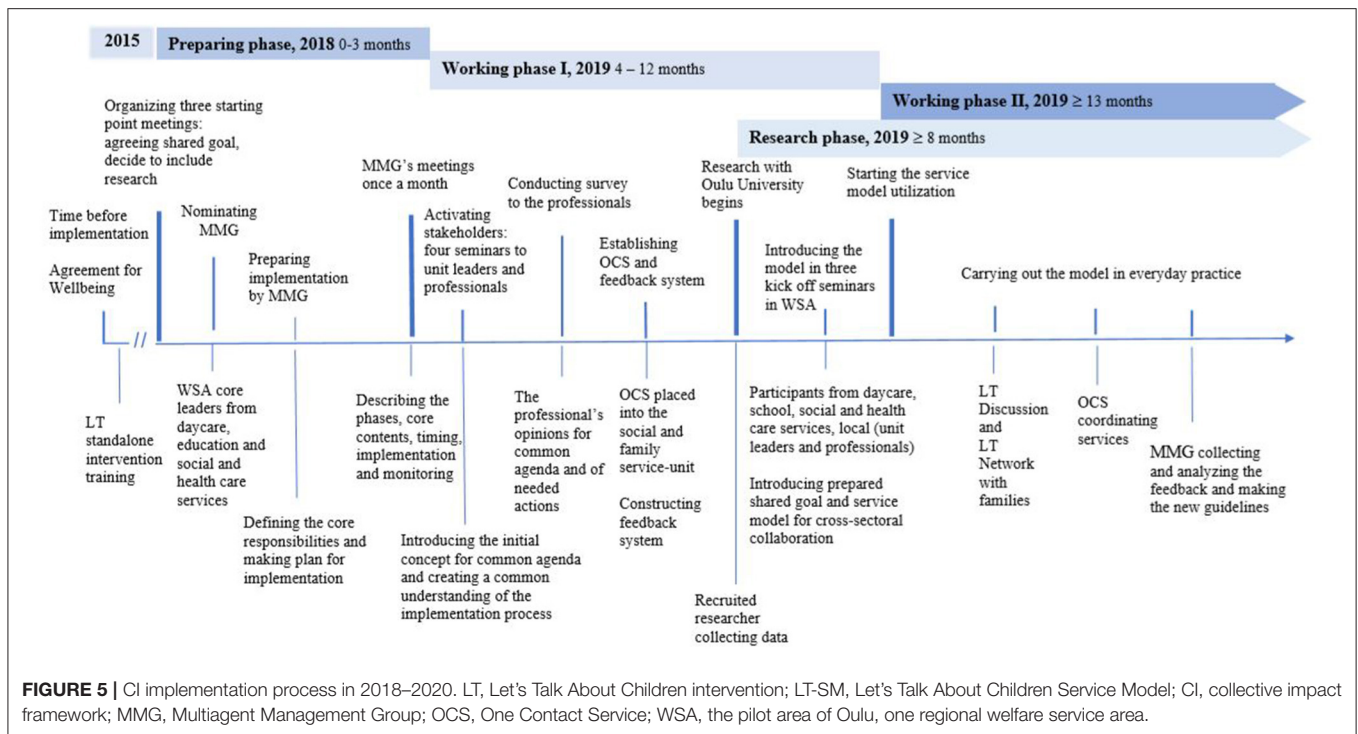 2015
Preparing phase, 2018 0-3 months
Working phase I, 2019 4 – 12 months
Working phase II, 2019 ≥ 13 months
Research phase, 2019 ≥ 8 months
Organizing three starting
point meetings:
agreeing shared goal,
decide to include
research
Time before
implementation
Agreement for
Wellbeing
Nominating
MMG
Preparing
implementation
by MMG
MMG's meetings
once a month
Activating
stakeholders:
four seminars to
unit leaders and
professionals
Conducting survey
to the professionals
Establishing
OCS and
feedback system
Research with
Oulu University
begins
Introducing the
model in three
kick off seminars
in WSA
Starting the service
model utilization
Carrying out the model in everyday practice
//
LT
standalone
intervention
training
WSA core
leaders from
daycare,
education and
social and
health care
services
Defining the core
responsibilities and
making plan for
implementation
Describing the
phases, core
contents, timing,
implementation
and monitoring
Introducing the initial
concept for common agenda
and creating a common
understanding of the
implementation process
The
professional's
opinions for
common
agenda and of
needed
actions
OCS placed
into the
social and
family
service-unit
Constructing
feedback
system
Recruited
researcher
collecting data
Participants from daycare,
school, social and health
care services, local (unit
leaders and professionals)
Introducing prepared
shared goal and service
model for cross-sectoral
collaboration
LT
Discussion
and
LT
Network
with
families
OCS
coordinating
services
MMG collecting
and analyzing the
feedback and making
the new guidelines
FIGURE 5 | CI implementation process in 2018–2020. LT, Let's Talk About Children intervention; LT-SM, Let's Talk About Children Service Model; CI, collective impact
framework; MMG, Multiagent Management Group; OCS, One Contact Service; WSA, the pilot area of Oulu, one regional welfare service area.